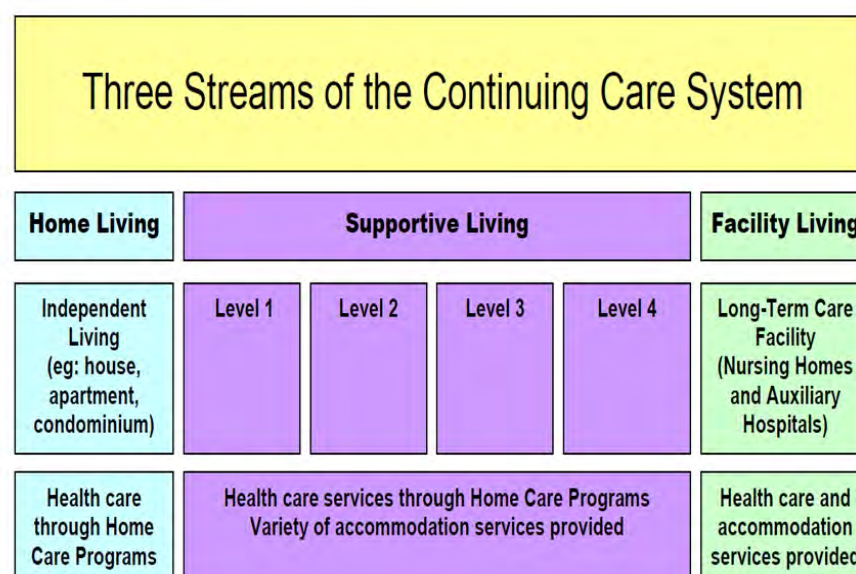 Three Streams of the Continuing Care System
Home Living
Supportive Living
Facility Living
Independent
Living
(eg: house,
apartment,
condominium)
Level 1
Level 2
Level 3
Level 4
Long-Term Care
Facility
(Nursing Homes
and Auxiliary
Hospitals)
Health care
through Home
Care Programs
Health care services through Home Care Programs
Variety of accommodation services provided
Health care and
accommodation
services provided